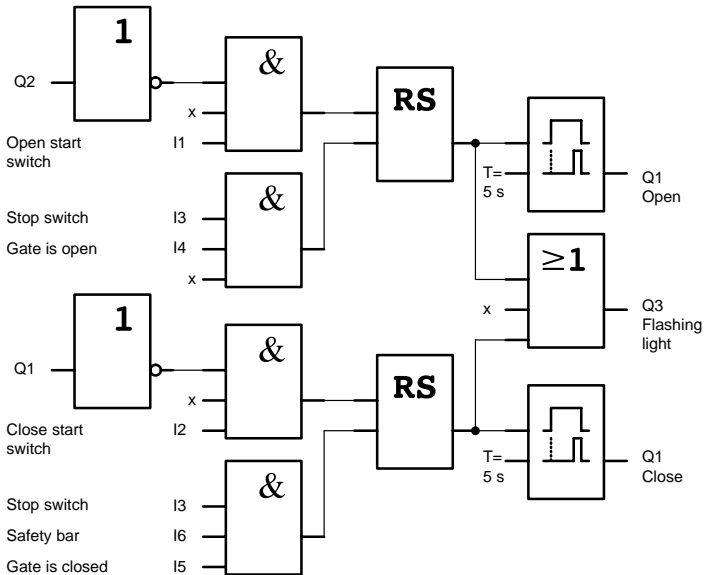 1
&
Q2
x
Open start
switch
I1
RS
T=
5 s
Q1
Open
&
Stop switch
I3
Gate is open
I4
x
≥1
x
Q3
Flashing
light
1
&
Q1
x
Close start
switch
I2
RS
T=
5 s
Q1
Close
&
Stop switch
I3
Safety bar
I6
Gate is closed
I5